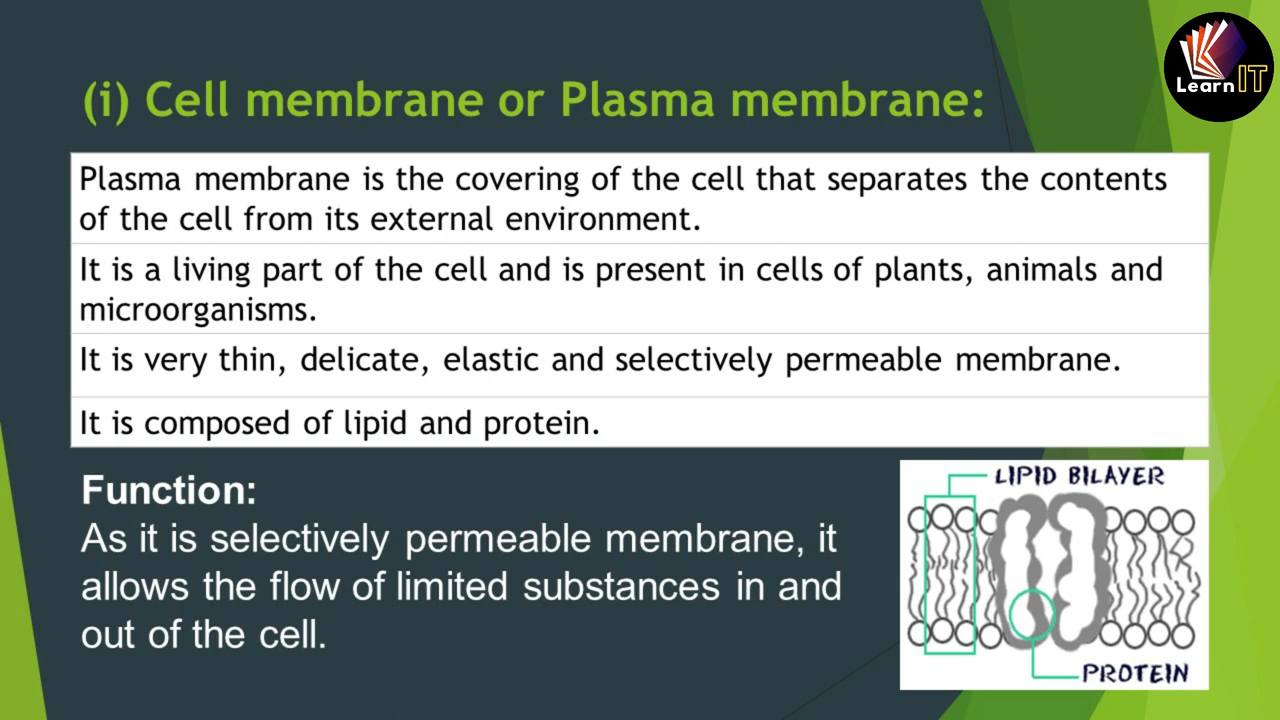 (i) Cell membrane or Plasma membrane:
Learn IT
Plasma membrane is the covering of the cell that separates the contents
of the cell from its external environment.
It is a living part of the cell and is present in cells of plants, animals and
microorganisms.
It is very thin, delicate, elastic and selectively permeable membrane.
It is composed of lipid and protein.
Function:
As it is selectively permeable membrane, it
allows the flow of limited substances in and
out of the cell.
LIPID BILAYER
PROTEIN